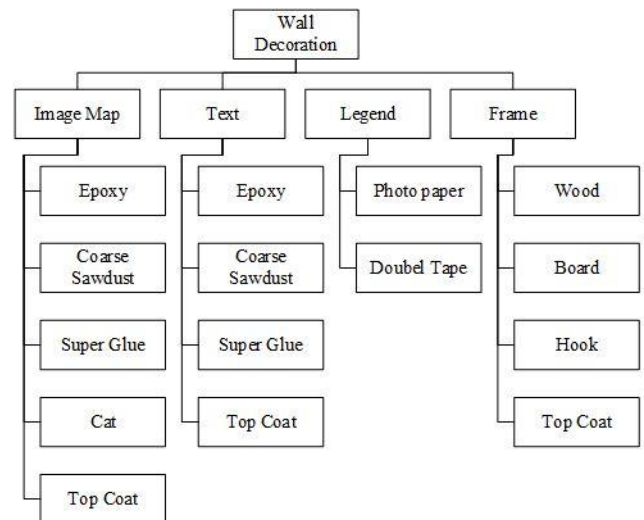 Wall
Decoration
Image Map
Text
Legend
Frame
Epoxy
Coarse
Sawdust
Super Glue
Cat
Top Coat
Epoxy
Coarse
Sawdust
Super Glue
Top Coat
Photo paper
Doubel Tape
Wood
Board
Hook
Top Coat